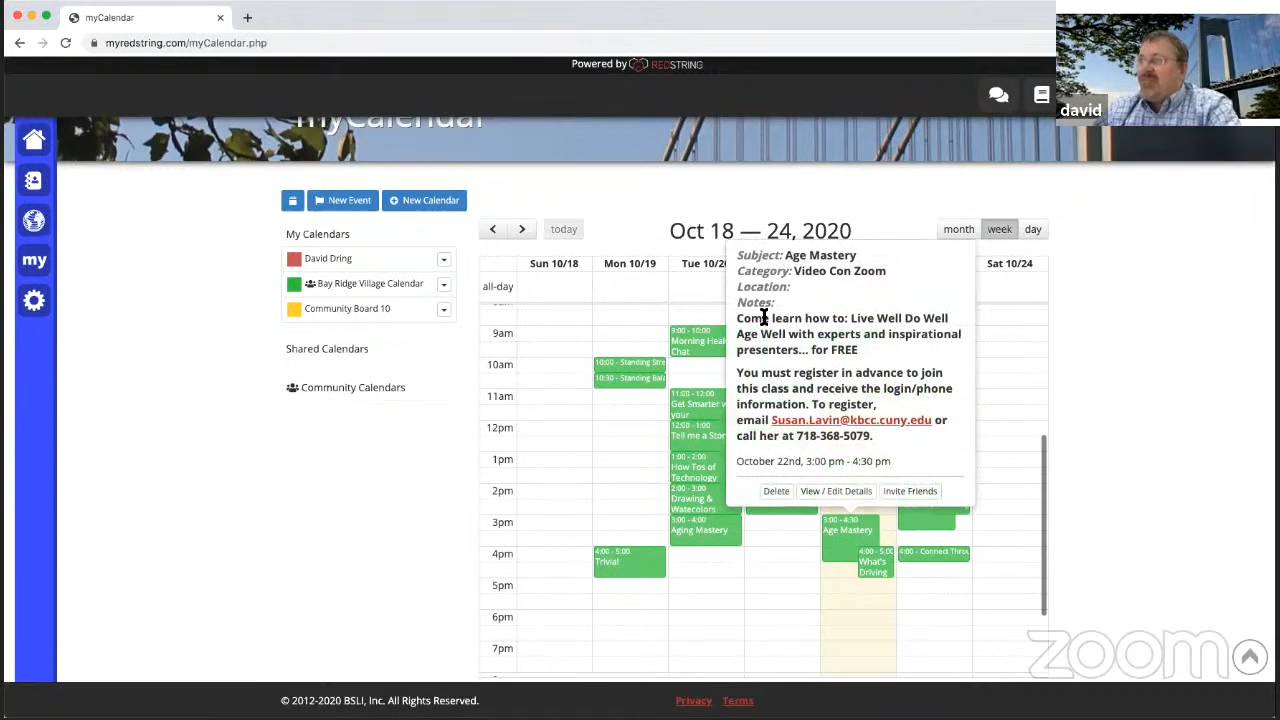 myCalendar
myredstring.com/myCalendar.php
Powered by REDSTRING
david
myCalendar
New Event
New Calendar
My Calendars
David Dring
Bay Ridge Village Calendar
Community Board 10
Shared Calendars
Community Calendars
today
Oct 18 — 24, 2020
month
week
day
Sun 10/18
Mon 10/19
Tue 10/20
Sat 10/24
all-day
9am
10am
11am
12pm
1pm
2pm
3pm
4pm
5pm
6pm
7pm
10:00 - Standing Stre
10:30 - Standing Bal
4:00 - 5:00
Trivia!
9:00 - 10:00
Morning Heal
Chat
11:00 - 12:00
Get Smarter w
your
12:00 - 1:00
Tell me a Stor
1:00 - 2:00
How Tos of
Technology
2:00 - 3:00
Drawing &
Watecolors
3:00 - 4:00
Aging Mastery
Subject: Age Mastery
Category: Video Con Zoom
Location:
Notes:
Come learn how to: Live Well Do Well
Age Well with experts and inspirational
presenters... for FREE
You must register in advance to join
this class and receive the login/phone
information. To register,
email Susan.Lavin@kbcc.cuny.edu or
call her at 718-368-5079.
October 22nd, 3:00 pm - 4:30 pm
Delete
View / Edit Details
Invite Friends
3:00 - 4:30
Age Mastery
4:00 - 5:00
What's
Driving
4:00 - Connect Throu
zoom
© 2012-2020 BSLI, Inc. All Rights Reserved.
Privacy
Terms